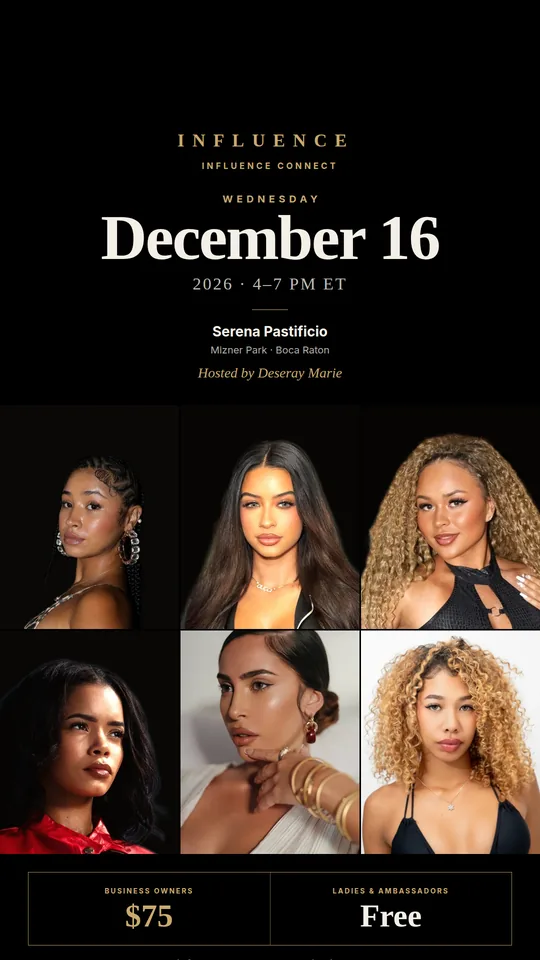 INFLUENCE
INFLUENCE CONNECT
WEDNESDAY
December 16
2026 · 4–7 PM ET
Serena Pastificio
Mizner Park · Boca Raton
Hosted by Deseray Marie
BUSINESS OWNERS
$75
LADIES & AMBASSADORS
Free